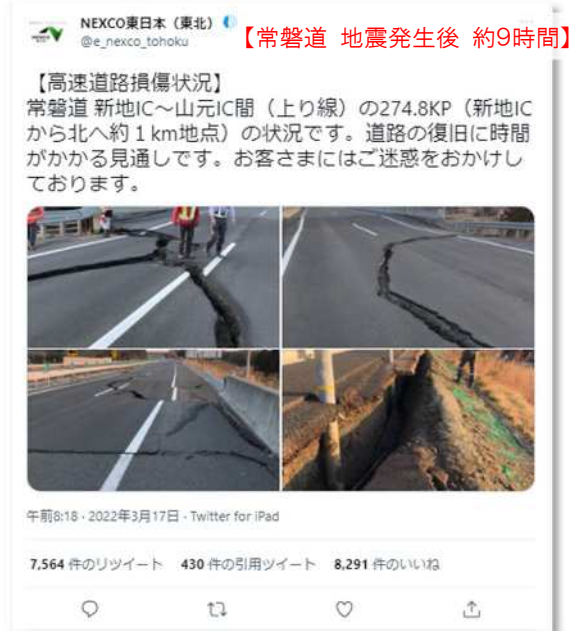 NEXCO東日本（東北）
@e_nexco_tohoku
【常磐道 地震発生後 約9時間】
【高速道路損傷状況】
常磐道 新地IC～山元IC間（上り線）の274.8KP（新地IC
から北へ約１km地点）の状況です。道路の復旧に時間
がかかる見通しです。お客さまにはご迷惑をおかけし
ております。
午前8:18 · 2022年3月17日 · Twitter for iPad
7,564 件のリツイート 430 件の引用ツイート 8,291 件のいいね